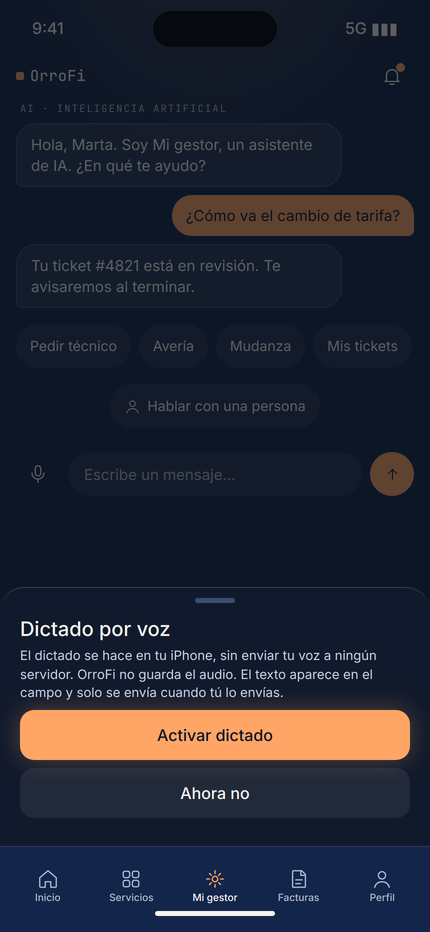 9:41
5G
OrroFi
AI · INTELIGENCIA ARTIFICIAL
Hola, Marta. Soy Mi gestor, un asistente
de IA. ¿En qué te ayudo?
¿Cómo va el cambio de tarifa?
Tu ticket #4821 está en revisión. Te
avisaremos al terminar.
Pedir técnico
Avería
Mudanza
Mis tickets
Hablar con una persona
Escribe un mensaje...
Dictado por voz
El dictado se hace en tu iPhone, sin enviar tu voz a ningún
servidor. OrroFi no guarda el audio. El texto aparece en el
campo y solo se envía cuando tú lo envías.
Activar dictado
Ahora no
Inicio
Servicios
Mi gestor
Facturas
Perfil